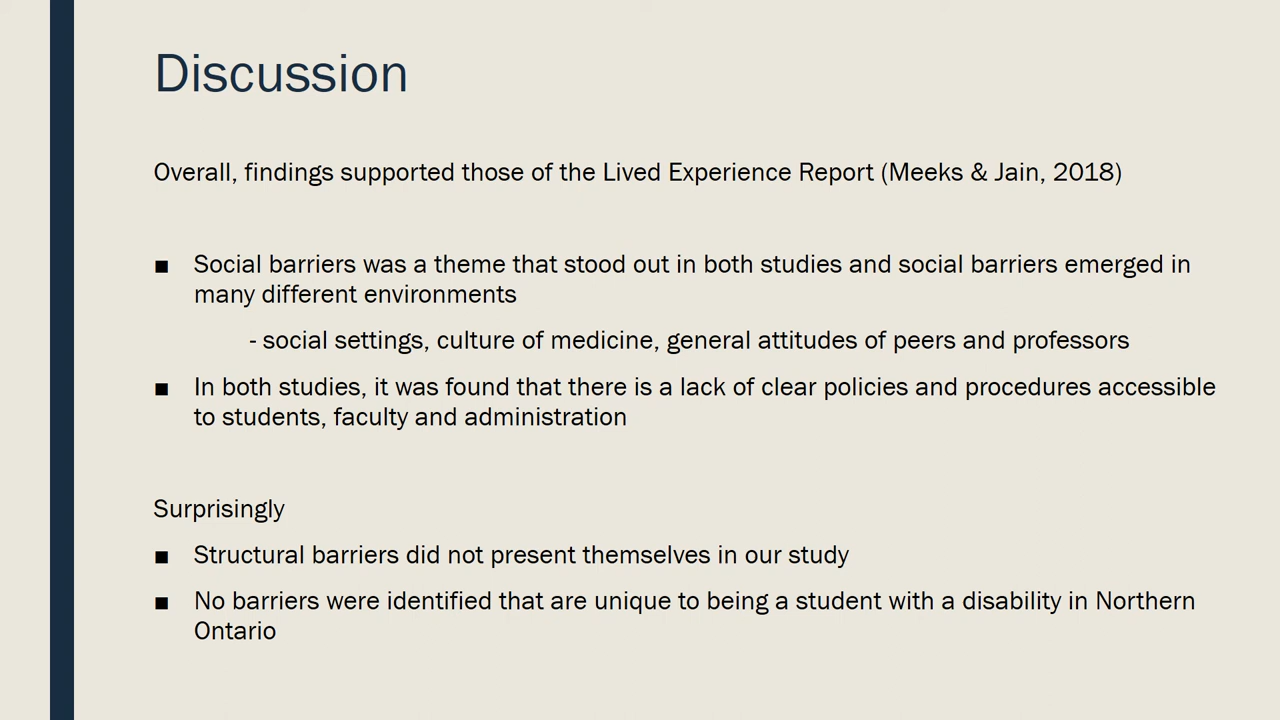 Discussion
Overall, findings supported those of the Lived Experience Report (Meeks & Jain, 2018)
■ Social barriers was a theme that stood out in both studies and social barriers emerged in
many different environments
- social settings, culture of medicine, general attitudes of peers and professors
■ In both studies, it was found that there is a lack of clear policies and procedures accessible
to students, faculty and administration
Surprisingly
■ Structural barriers did not present themselves in our study
■ No barriers were identified that are unique to being a student with a disability in Northern
Ontario